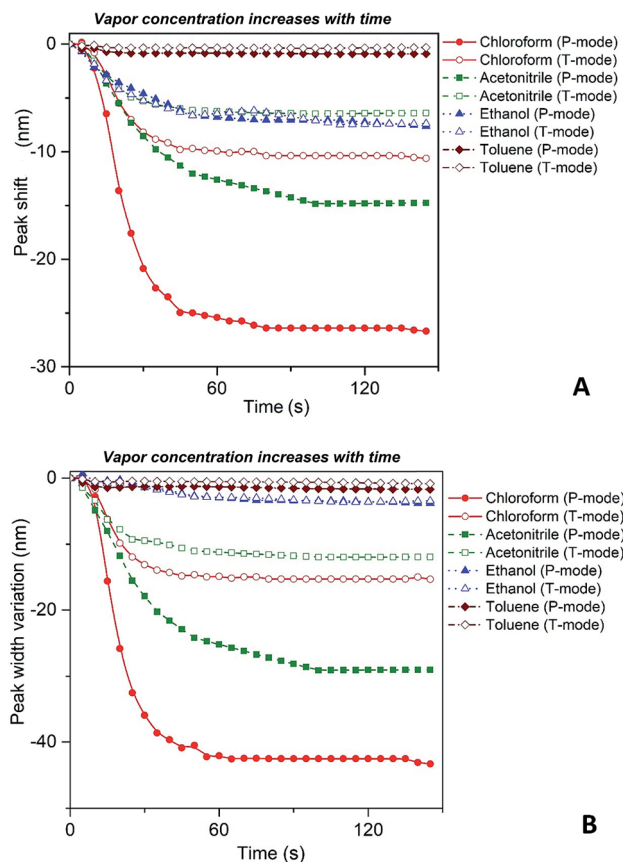 Vapor concentration increases with time
0
-10
-20
-30
Peak shift (nm)
0
60
120
Time (s)
Chloroform (P-mode)
Chloroform (T-mode)
Acetonitrile (P-mode)
Acetonitrile (T-mode)
Ethanol (P-mode)
Ethanol (T-mode)
Toluene (P-mode)
Toluene (T-mode)
A
Vapor concentration increases with time
0
-20
-40
Peak width variation (nm)
0
60
120
Time (s)
Chloroform (P-mode)
Chloroform (T-mode)
Acetonitrile (P-mode)
Acetonitrile (T-mode)
Ethanol (P-mode)
Ethanol (T-mode)
Toluene (P-mode)
Toluene (T-mode)
B